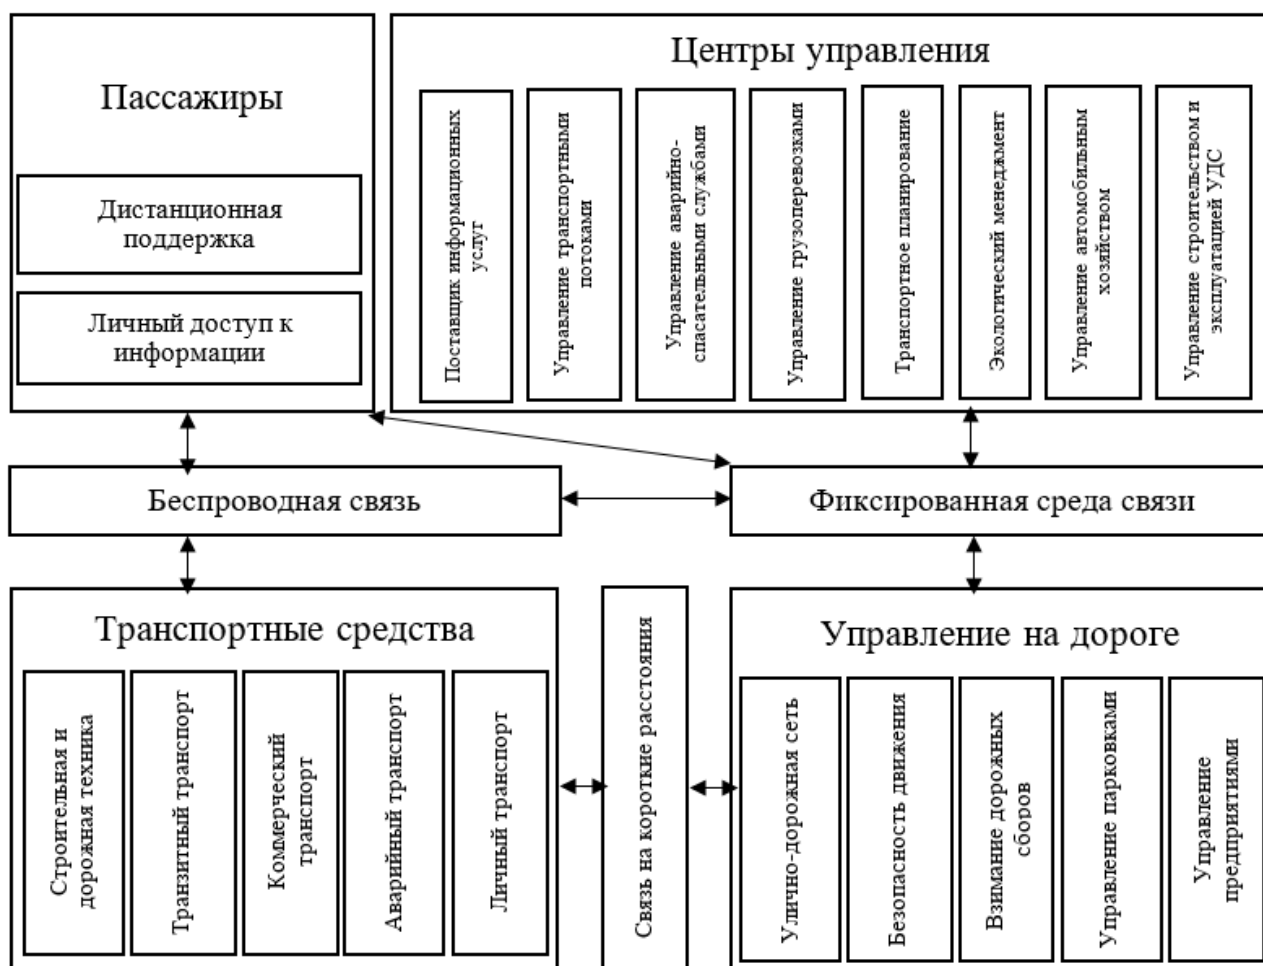 Пассажиры
Дистанционная
поддержка
Личный доступ к
информации
Центры управления
Поставщик информационных
услуг
Управление транспортными
потоками
Управление аварийно-
спасательными службами
Управление грузоперевозками
Транспортное планирование
Экологический менеджмент
Управление автомобильным
хозяйством
Управление строительством и
эксплуатацией УДС
Беспроводная связь
Фиксированная среда связи
Транспортные средства
Строительная и
дорожная техника
Транзитный транспорт
Коммерческий
транспорт
Аварийный транспорт
Личный транспорт
Связь на короткие расстояния
Управление на дороге
Улично-дорожная сеть
Безопасность движения
Взимание дорожных
сборов
Управление парковками
Управление
предприятиями